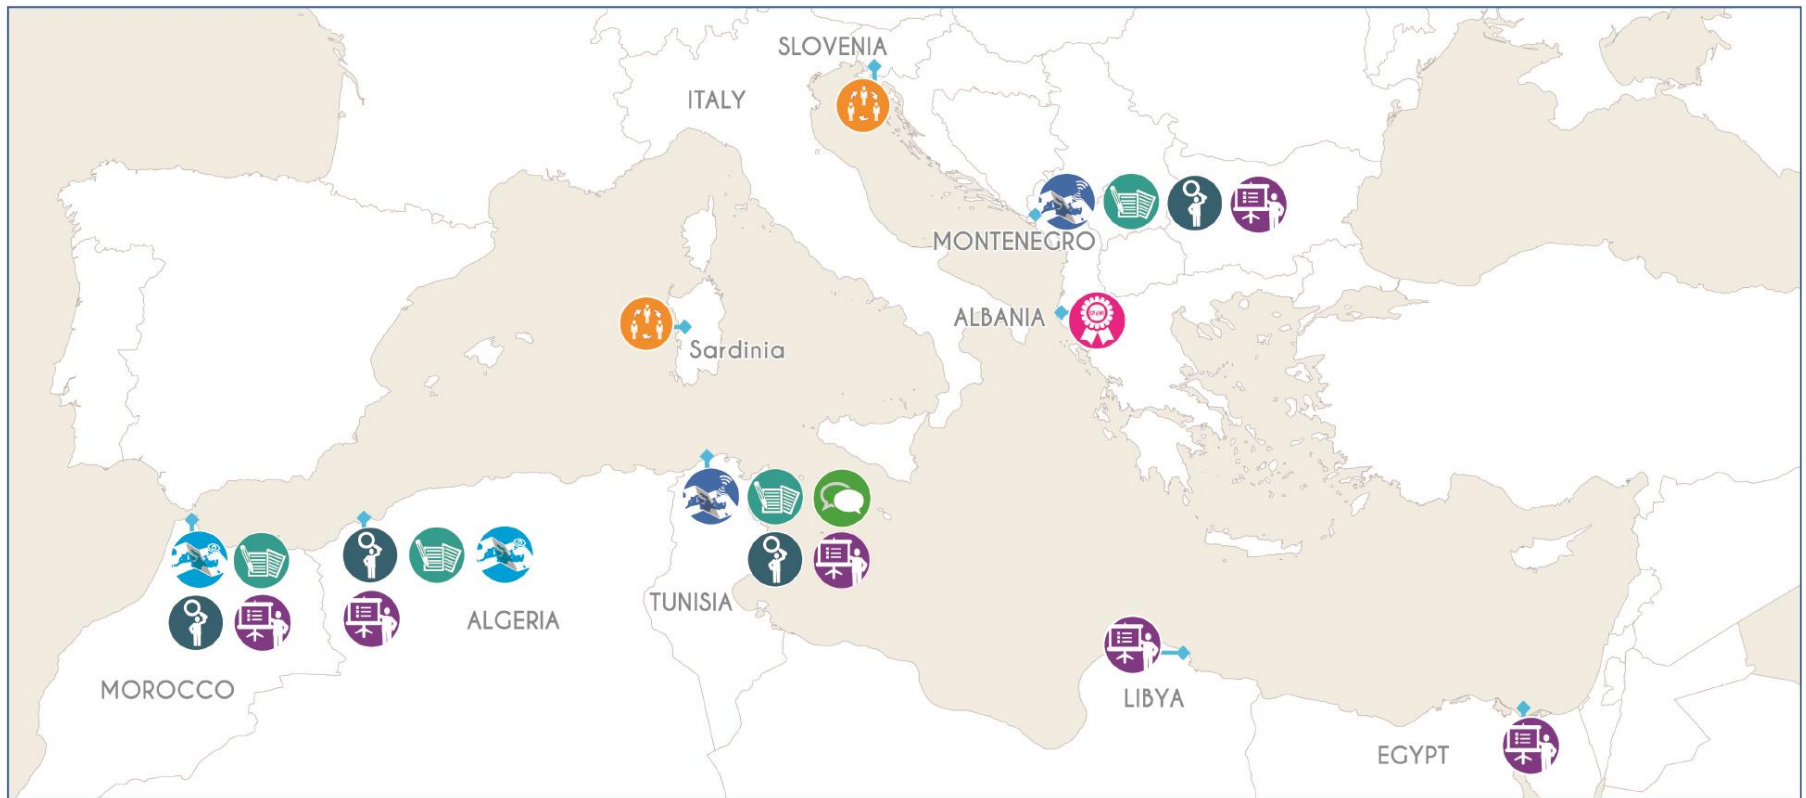 SLOVENIA
ITALY
MONTENEGRO
ALBANIA
Sardinia
TUNISIA
ALGERIA
MOROCCO
LIBYA
EGYPT